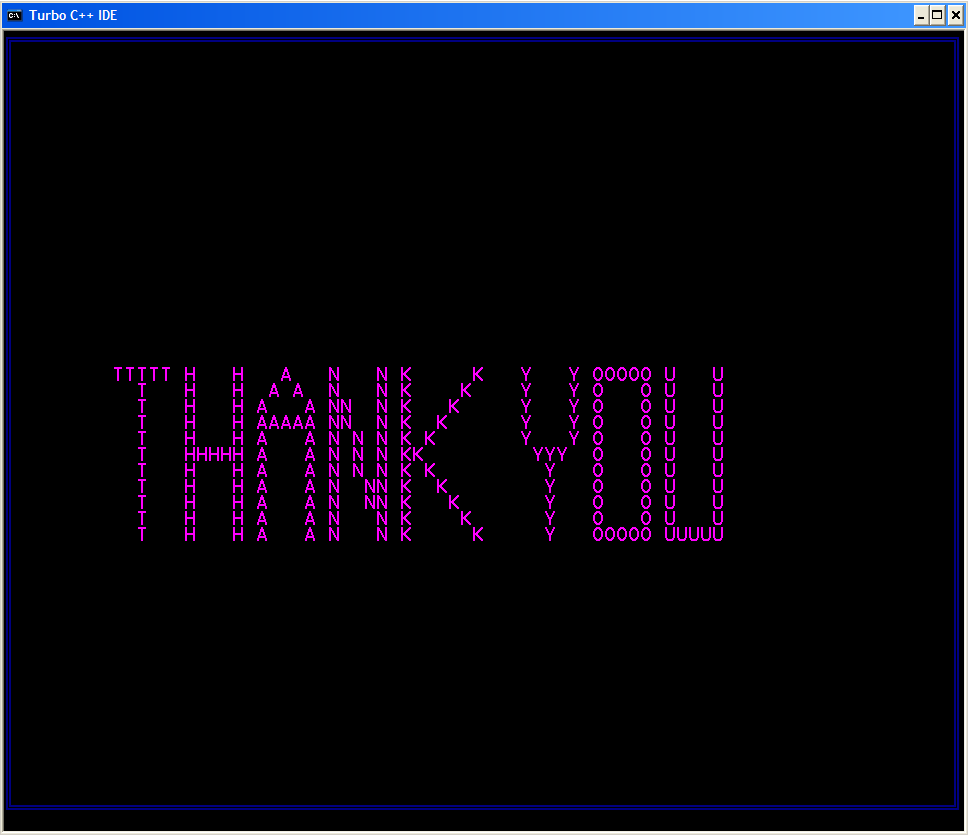 Turbo C++ IDE
TTTTT H   H   A   N   N K     K   Y   Y OOOOO U   U
  T   H   H  A A  N   N K    K    Y   Y O   O U   U
  T   H   H A   A NN  N K   K     Y   Y O   O U   U
  T   H   H AAAAA NN  N K  K      Y   Y O   O U   U
  T   H   H A   A N N N K K       Y   Y O   O U   U
  T   HHHHH A   A N N N KK         YYY  O   O U   U
  T   H   H A   A N N N K K         Y   O   O U   U
  T   H   H A   A N  NN K  K        Y   O   O U   U
  T   H   H A   A N  NN K   K       Y   O   O U   U
  T   H   H A   A N   N K    K      Y   O   O U   U
  T   H   H A   A N   N K     K     Y   OOOOO UUUUU